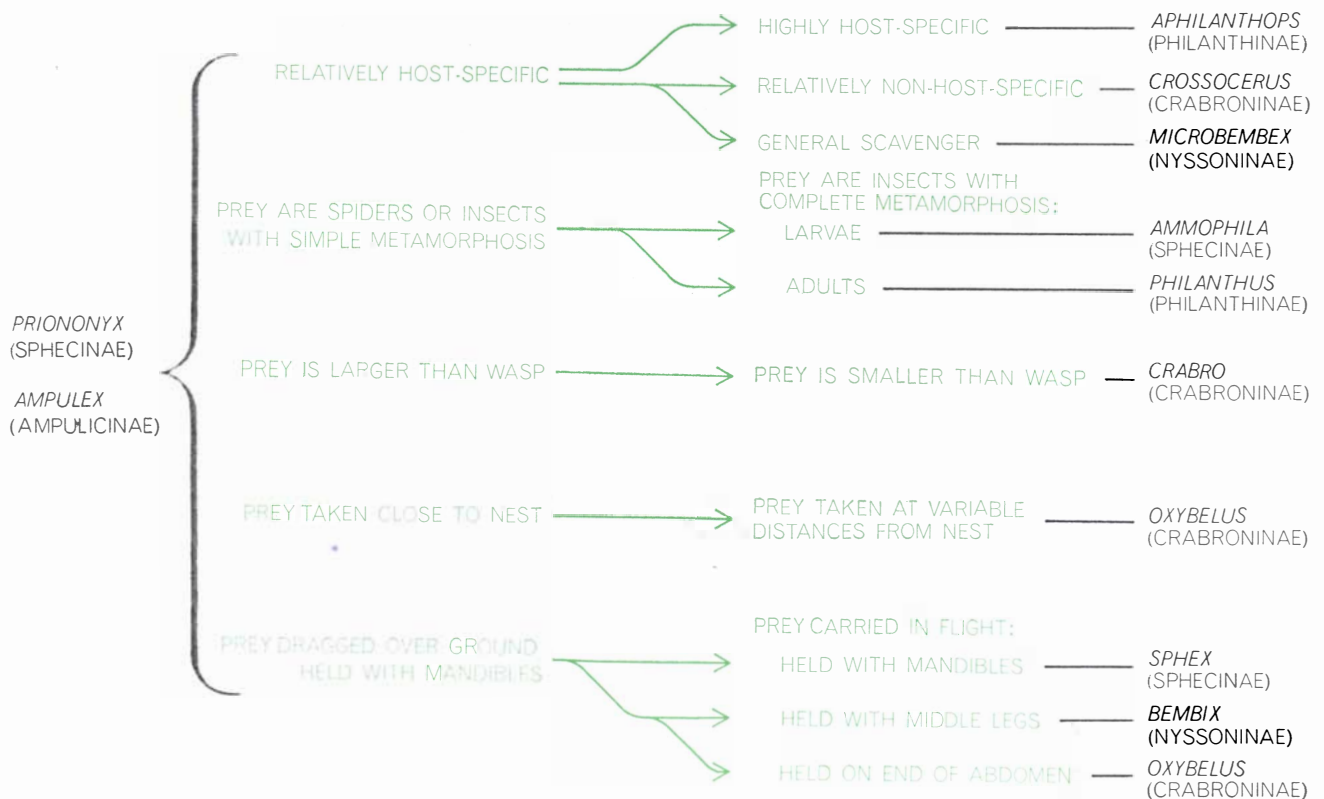 PRIONONYX
(SPHECINAE)
AMPULEX
(AMPULICINAE)
RELATIVELY HOST-SPECIFIC
HIGHLY HOST-SPECIFIC
APHILANTHOPS
(PHILANTHINAE)
RELATIVELY NON-HOST-SPECIFIC
CROSSOCERUS
(CRABRONINAE)
GENERAL SCAVENGER
MICROBEMBEX
(NYSSONINAE)
PREY ARE SPIDERS OR INSECTS
WITH SIMPLE METAMORPHOSIS
PREY ARE INSECTS WITH
COMPLETE METAMORPHOSIS:
LARVAE
AMMOPHILA
(SPHECINAE)
ADULTS
PHILANTHUS
(PHILANTHINAE)
PREY IS LARGER THAN WASP
PREY IS SMALLER THAN WASP
CRABRO
(CRABRONINAE)
PREY TAKEN CLOSE TO NEST
PREY TAKEN AT VARIABLE
DISTANCES FROM NEST
OXYBELUS
(CRABRONINAE)
PREY DRAGGED OVER GROUND
HELD WITH MANDIBLES
PREY CARRIED IN FLIGHT:
HELD WITH MANDIBLES
SPHEX
(SPHECINAE)
HELD WITH MIDDLE LEGS
BEMBIX
(NYSSONINAE)
HELD ON END OF ABDOMEN
OXYBELUS
(CRABRONINAE)